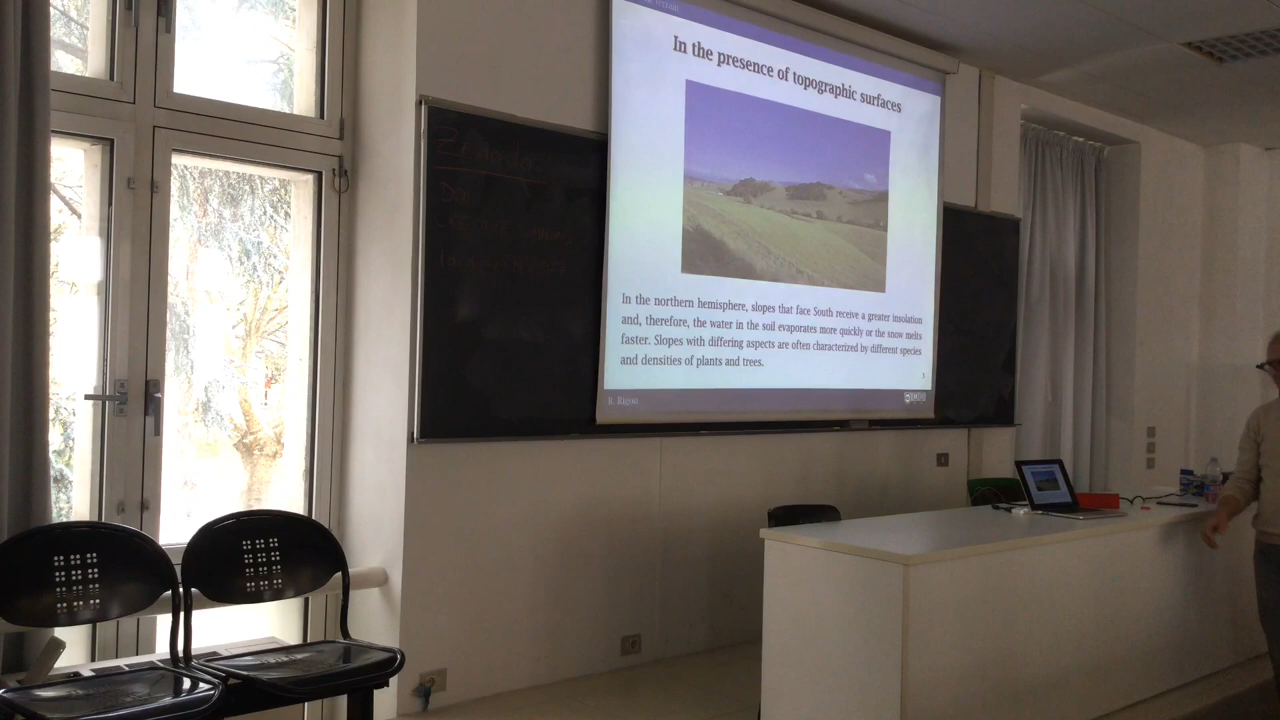 In the presence of topographic surfaces
In the northern hemisphere, slopes that face South receive a greater insolation
and, therefore, the water in the soil evaporates more quickly or the snow melts
faster. Slopes with differing aspects are often characterized by different species
and densities of plants and trees.
3
R. Rigon
Zenodo